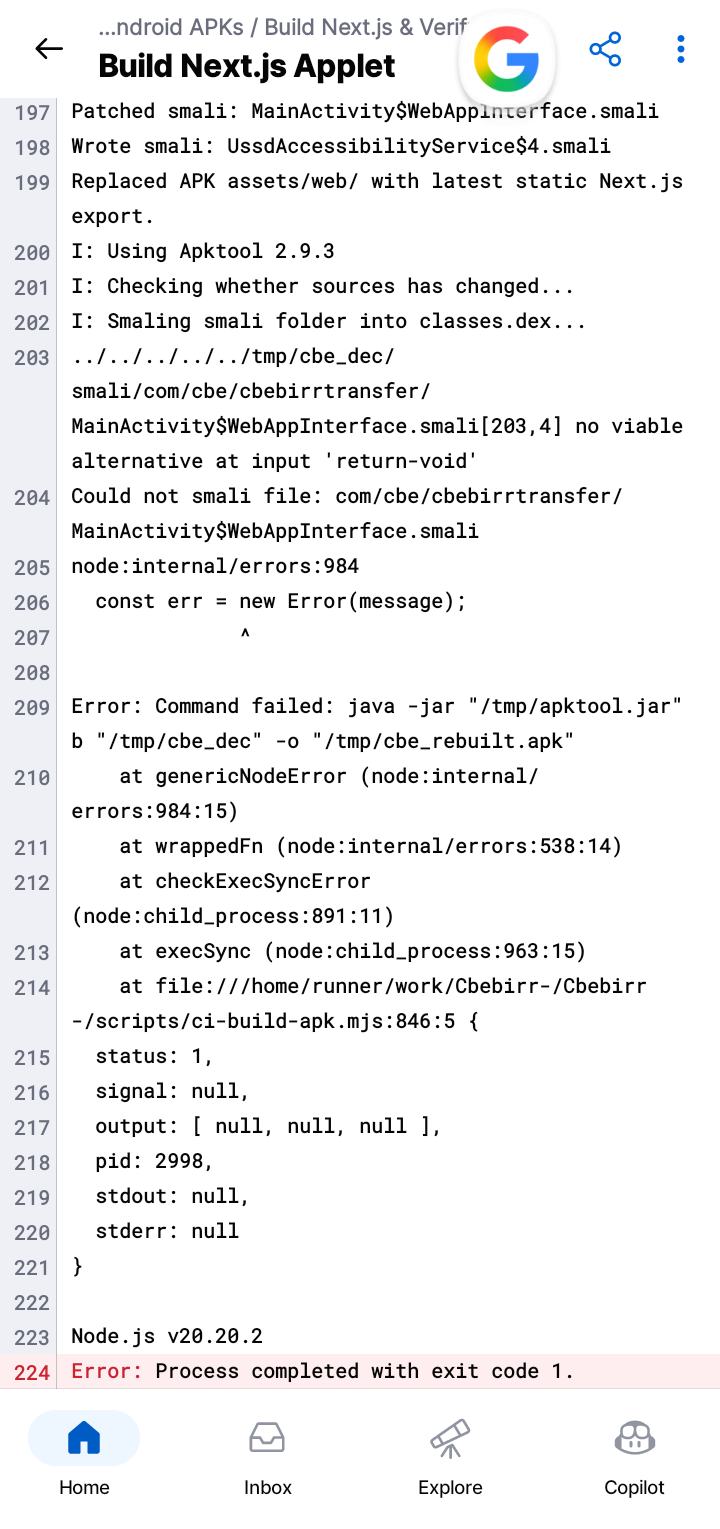 ...ndroid APKs / Build Next.js & Verif
Build Next.js Applet
197 Patched smali: MainActivity$WebAppInterface.smali
198 Wrote smali: UssdAccessibilityService$4.smali
199 Replaced APK assets/web/ with latest static Next.js
export.
200 I: Using Apktool 2.9.3
201 I: Checking whether sources has changed...
202 I: Smaling smali folder into classes.dex...
203 ../../../../../tmp/cbe_dec/
smali/com/cbe/cbebirrtransfer/
MainActivity$WebAppInterface.smali[203,4] no viable
alternative at input 'return-void'
204 Could not smali file: com/cbe/cbebirrtransfer/
MainActivity$WebAppInterface.smali
205 node:internal/errors:984
206   const err = new Error(message);
207               ^
208
209 Error: Command failed: java -jar "/tmp/apktool.jar"
b "/tmp/cbe_dec" -o "/tmp/cbe_rebuilt.apk"
210     at genericNodeError (node:internal/
errors:984:15)
211     at wrappedFn (node:internal/errors:538:14)
212     at checkExecSyncError
(node:child_process:891:11)
213     at execSync (node:child_process:963:15)
214     at file:///home/runner/work/Cbebirr-/Cbebirr
-/scripts/ci-build-apk.mjs:846:5 {
215   status: 1,
216   signal: null,
217   output: [ null, null, null ],
218   pid: 2998,
219   stdout: null,
220   stderr: null
221 }
222
223 Node.js v20.20.2
224 Error: Process completed with exit code 1.
Home
Inbox
Explore
Copilot